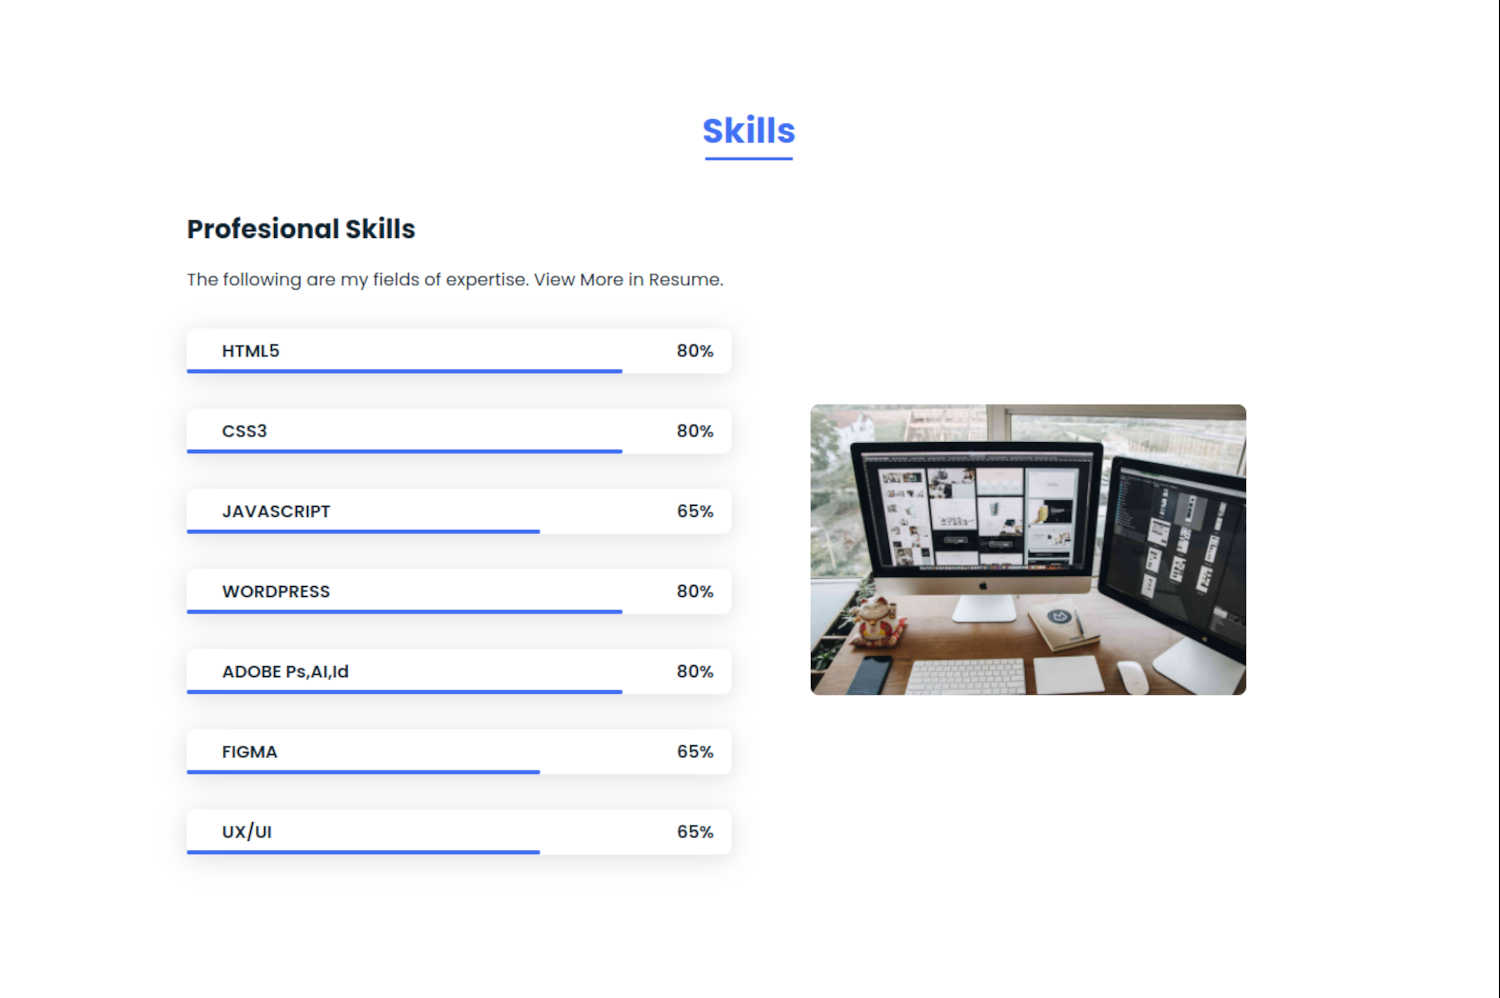 Skills
Profesional Skills
The following are my fields of expertise. View More in Resume.
HTML5 80%
CSS3 80%
JAVASCRIPT 65%
WORDPRESS 80%
ADOBE Ps,AI,Id 80%
FIGMA 65%
UX/UI 65%